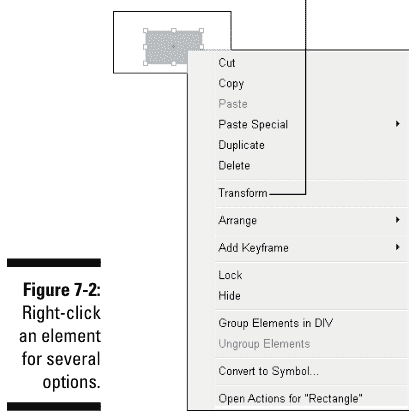 Cut
Copy
Paste
Paste Special
Duplicate
Delete
Transform
Arrange
Add Keyframe
Lock
Hide
Group Elements in DIV
Ungroup Elements
Convert to Symbol...
Open Actions for "Rectangle"
Figure 7-2:
Right-click
an element
for several
options.